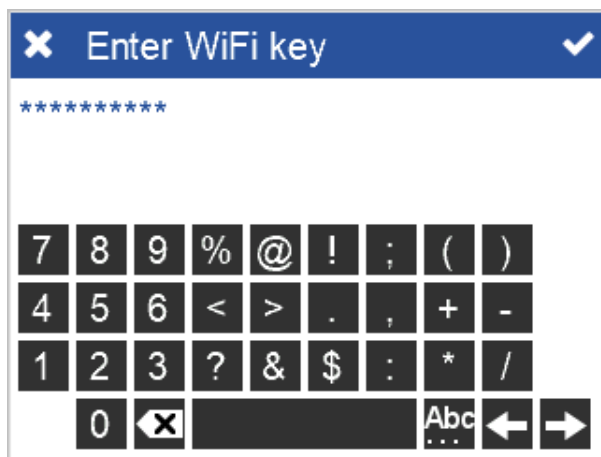 Enter WiFi key
**********
7 8 9 % @ ! ; ( )
4 5 6 < > . , + -
1 2 3 ? & $ : * /
0 Abc...